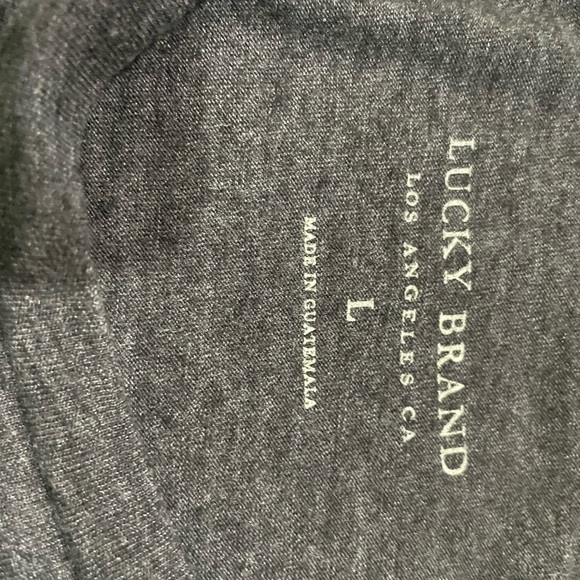 LUCKY BRAND
LOS ANGELES CA
L
MADE IN GUATEMALA